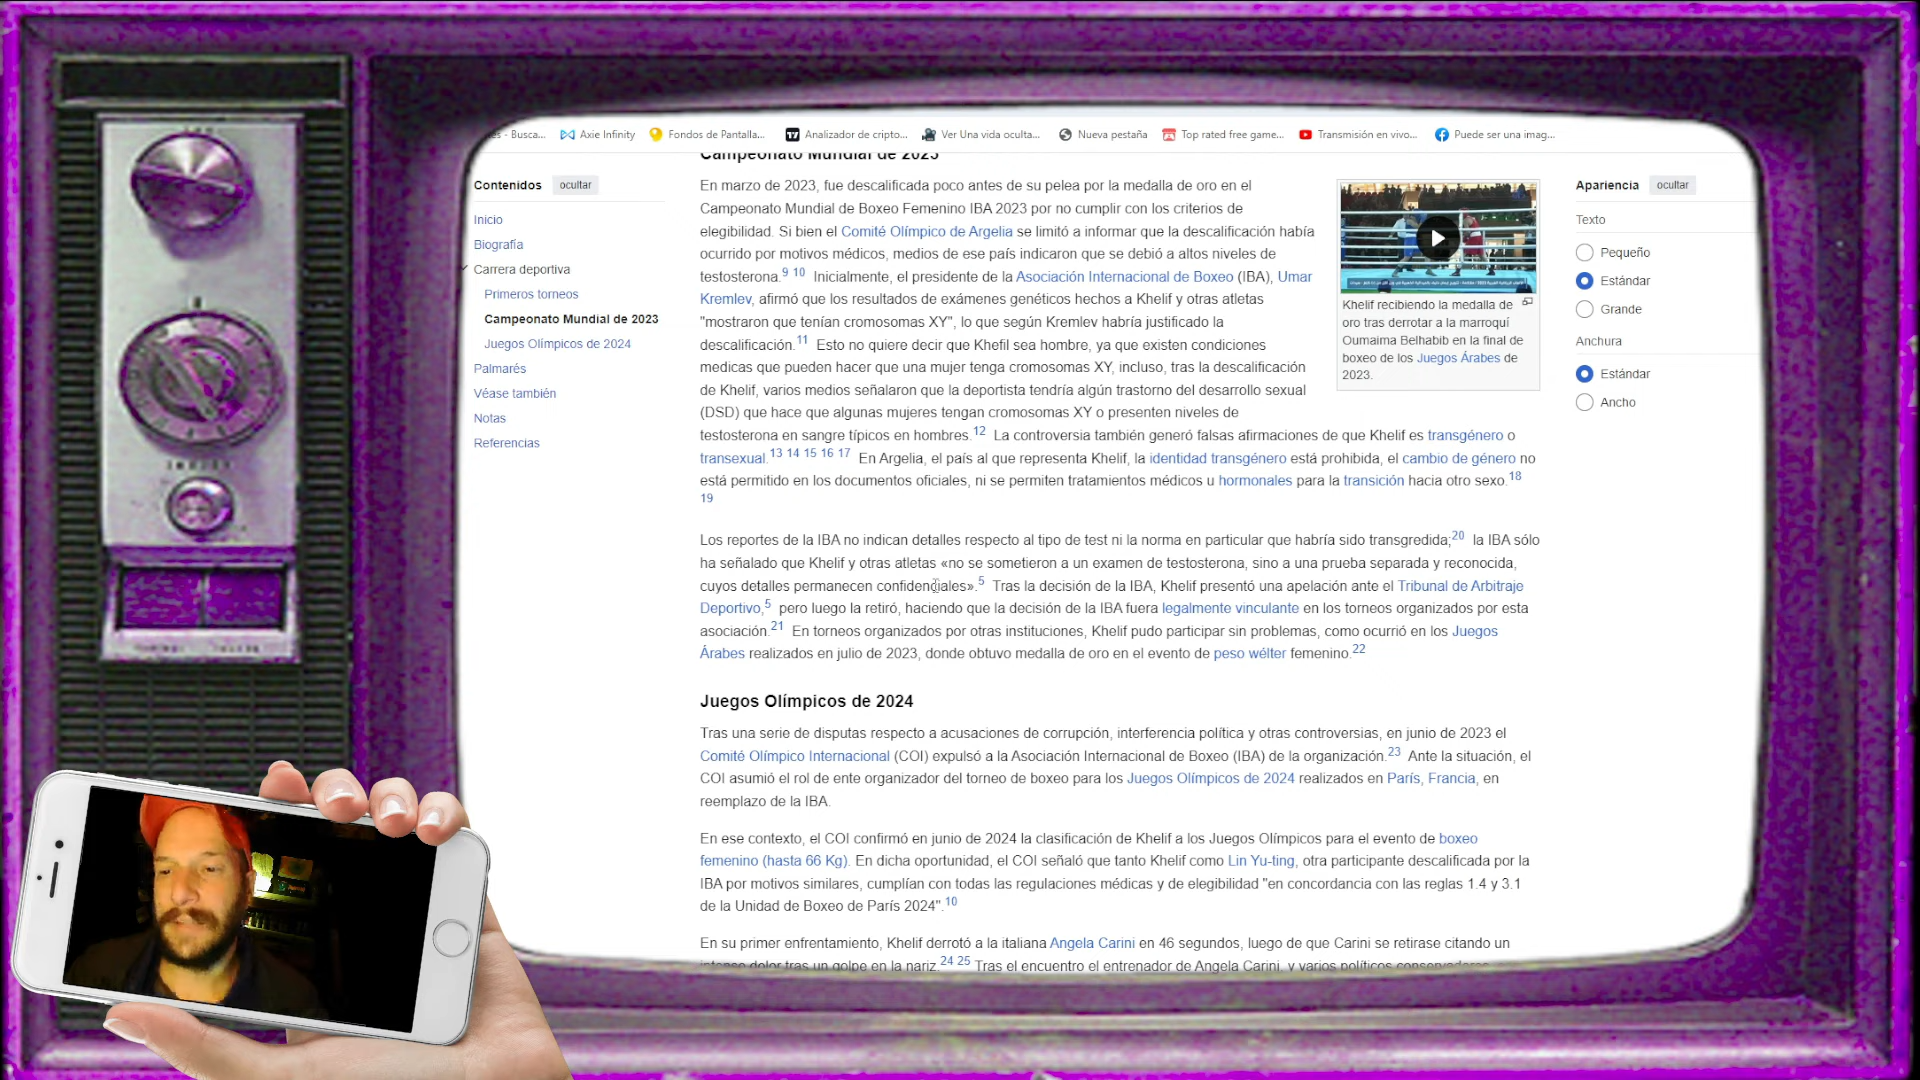 es - Busca...
Axie Infinity
Fondos de Pantalla...
Analizador de cripto...
Ver Una vida oculta...
Nueva pestaña
Top rated free game...
Transmisión en vivo...
Puede ser una imag...
Contenidos
ocultar
Inicio
Biografía
Carrera deportiva
Primeros torneos
Campeonato Mundial de 2023
Juegos Olímpicos de 2024
Palmarés
Véase también
Notas
Referencias
Campeonato Mundial de 2023
En marzo de 2023, fue descalificada poco antes de su pelea por la medalla de oro en el
Campeonato Mundial de Boxeo Femenino IBA 2023 por no cumplir con los criterios de
elegibilidad. Si bien el Comité Olímpico de Argelia se limitó a informar que la descalificación había
ocurrido por motivos médicos, medios de ese país indicaron que se debió a altos niveles de
testosterona.9 10 Inicialmente, el presidente de la Asociación Internacional de Boxeo (IBA), Umar
Kremlev, afirmó que los resultados de exámenes genéticos hechos a Khelif y otras atletas
"mostraron que tenían cromosomas XY", lo que según Kremlev habría justificado la
descalificación.11 Esto no quiere decir que Khefil sea hombre, ya que existen condiciones
medicas que pueden hacer que una mujer tenga cromosomas XY, incluso, tras la descalificación
de Khelif, varios medios señalaron que la deportista tendría algún trastorno del desarrollo sexual
(DSD) que hace que algunas mujeres tengan cromosomas XY o presenten niveles de
testosterona en sangre típicos en hombres.12 La controversia también generó falsas afirmaciones de que Khelif es transgénero o
transexual.13 14 15 16 17 En Argelia, el país al que representa Khelif, la identidad transgénero está prohibida, el cambio de género no
está permitido en los documentos oficiales, ni se permiten tratamientos médicos u hormonales para la transición hacia otro sexo.18
19
Los reportes de la IBA no indican detalles respecto al tipo de test ni la norma en particular que habría sido transgredida;20 la IBA sólo
ha señalado que Khelif y otras atletas «no se sometieron a un examen de testosterona, sino a una prueba separada y reconocida,
cuyos detalles permanecen confidenciales».5 Tras la decisión de la IBA, Khelif presentó una apelación ante el Tribunal de Arbitraje
Deportivo,5 pero luego la retiró, haciendo que la decisión de la IBA fuera legalmente vinculante en los torneos organizados por esta
asociación.21 En torneos organizados por otras instituciones, Khelif pudo participar sin problemas, como ocurrió en los Juegos
Árabes realizados en julio de 2023, donde obtuvo medalla de oro en el evento de peso wélter femenino.22
Juegos Olímpicos de 2024
Tras una serie de disputas respecto a acusaciones de corrupción, interferencia política y otras controversias, en junio de 2023 el
Comité Olímpico Internacional (COI) expulsó a la Asociación Internacional de Boxeo (IBA) de la organización.23 Ante la situación, el
COI asumió el rol de ente organizador del torneo de boxeo para los Juegos Olímpicos de 2024 realizados en París, Francia, en
reemplazo de la IBA.
En ese contexto, el COI confirmó en junio de 2024 la clasificación de Khelif a los Juegos Olímpicos para el evento de boxeo
femenino (hasta 66 Kg). En dicha oportunidad, el COI señaló que tanto Khelif como Lin Yu-ting, otra participante descalificada por la
IBA por motivos similares, cumplían con todas las regulaciones médicas y de elegibilidad "en concordancia con las reglas 1.4 y 3.1
de la Unidad de Boxeo de París 2024".10
En su primer enfrentamiento, Khelif derrotó a la italiana Angela Carini en 46 segundos, luego de que Carini se retirase citando un
intenso dolor tras un golpe en la nariz.24 25 Tras el encuentro el entrenador de Angela Carini, y varios políticos conservadores
Khelif recibiendo la medalla de
oro tras derrotar a la marroquí
Oumaima Belhabib en la final de
boxeo de los Juegos Árabes de
2023.
Apariencia
ocultar
Texto
Pequeño
Estándar
Grande
Anchura
Estándar
Ancho